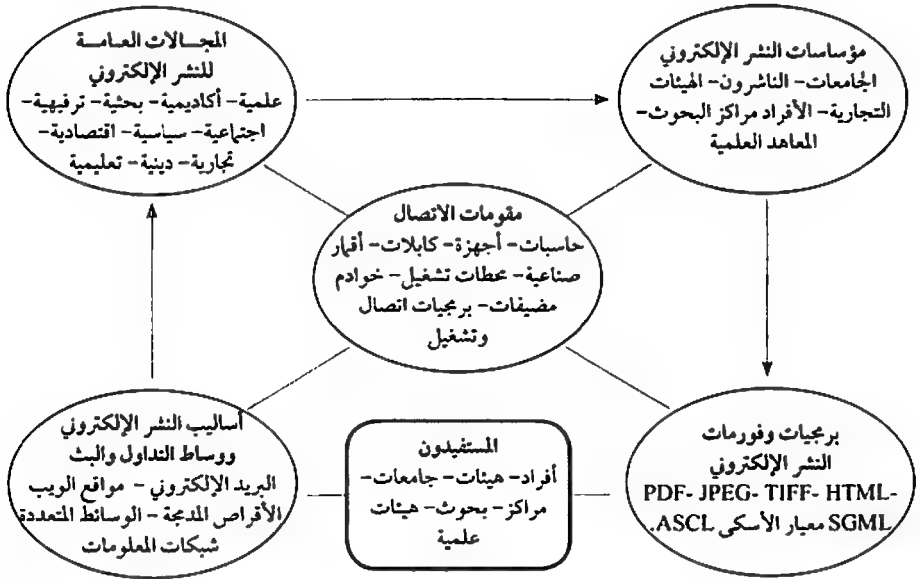 مؤسسات النشر الإلكتروني
الجامعات- الناشرون- الهيئات
التجارية- الأفراد مراكز البحوث-
المعاهد العلمية
المجـــالات العـامـــة
للنشر الإلكتروني
علمية- أكاديمية- بحثية- ترفيهية-
اجتماعية- سياسية- اقتصادية-
تجارية- دينية- تعليمية
مقومات الاتصال
حاسبات- أجهزة- كابلات- أقمار
صناعية- محطات تشغيل- خوادم
مضيفات- برمجيات اتصال
وتشغيل
برمجيات وفورمات
النشر الإلكتروني
PDF- JPEG- TIFF- HTML-
SGML معيار الأسكى ASCL.
المستفيدون
أفراد- هيئات- جامعات-
مراكز- بحوث- هيئات
علمية
أساليب النشر الإلكتروني
ووساط التداول والبث
البريد الإلكتروني- مواقع الويب
الأقراص المدمجة- الوسائط المتعددة
شبكات المعلومات